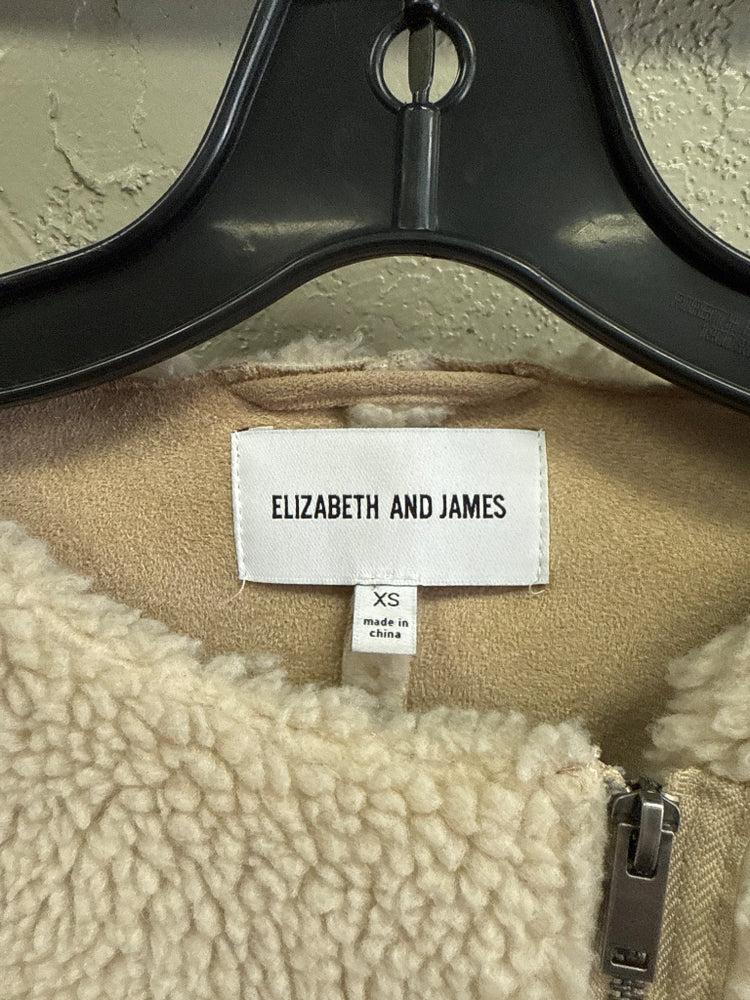 ELIZABETH AND JAMES
XS
made in
china